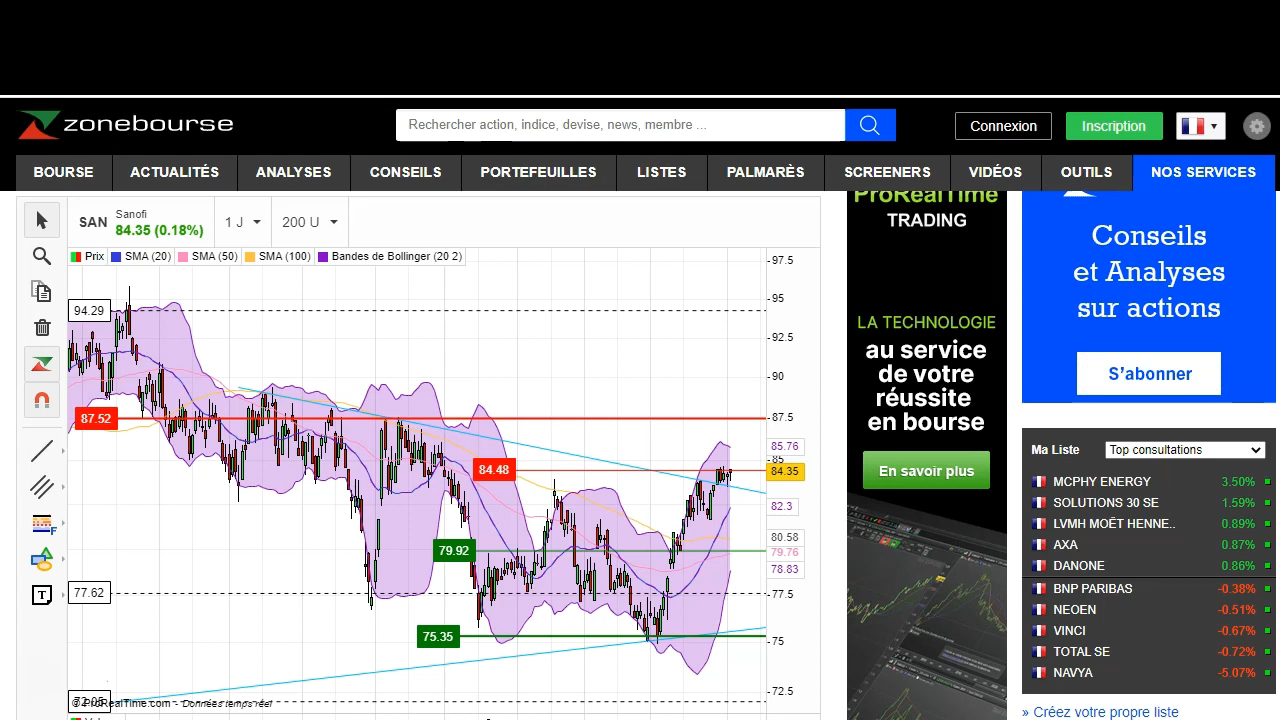 zonebourse
Rechercher action, indice, devise, news, membre ...
Connexion
Inscription
BOURSE
ACTUALITÉS
ANALYSES
CONSEILS
PORTEFEUILLES
LISTES
PALMARÈS
SCREENERS
VIDÉOS
OUTILS
NOS SERVICES
SAN
Sanofi
84.35 (0.18%)
1 J
200 U
Prix
SMA (20)
SMA (50)
SMA (100)
Bandes de Bollinger (20 2)
97.5
95
92.5
90
87.5
85.76
85
84.35
82.3
80.58
79.76
78.83
77.5
75
72.5
94.29
87.52
84.48
79.92
77.62
75.35
T
F
© ProRealTime.com - Données temps réel
ProRealTime
TRADING
LA TECHNOLOGIE
au service
de votre
réussite
en bourse
En savoir plus
Conseils
et Analyses
sur actions
S'abonner
Ma Liste
Top consultations
MCPHY ENERGY 3.50%
SOLUTIONS 30 SE 1.59%
LVMH MOËT HENNE.. 0.89%
AXA 0.87%
DANONE 0.86%
BNP PARIBAS -0.38%
NEOEN -0.51%
VINCI -0.67%
TOTAL SE -0.72%
NAVYA -5.07%
» Créez votre propre liste